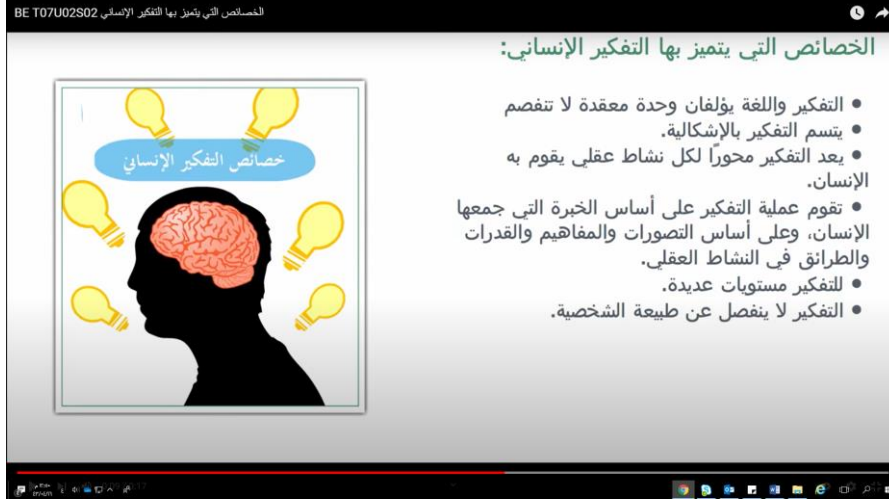 الخصائص التي يتميز بها التفكير الإنساني BE T07U02S02
الخصائص التي يتميز بها التفكير الإنساني:
خصائص التفكير الإنساني
● التفكير واللغة يؤلفان وحدة معقدة لا تنفصم
● يتسم التفكير بالإشكالية.
● يعد التفكير محورًا لكل نشاط عقلي يقوم به
الإنسان.
● تقوم عملية التفكير على أساس الخبرة التي جمعها
الإنسان، وعلى أساس التصورات والمفاهيم والقدرات
والطرائق في النشاط العقلي.
● للتفكير مستويات عديدة.
● التفكير لا ينفصل عن طبيعة الشخصية.